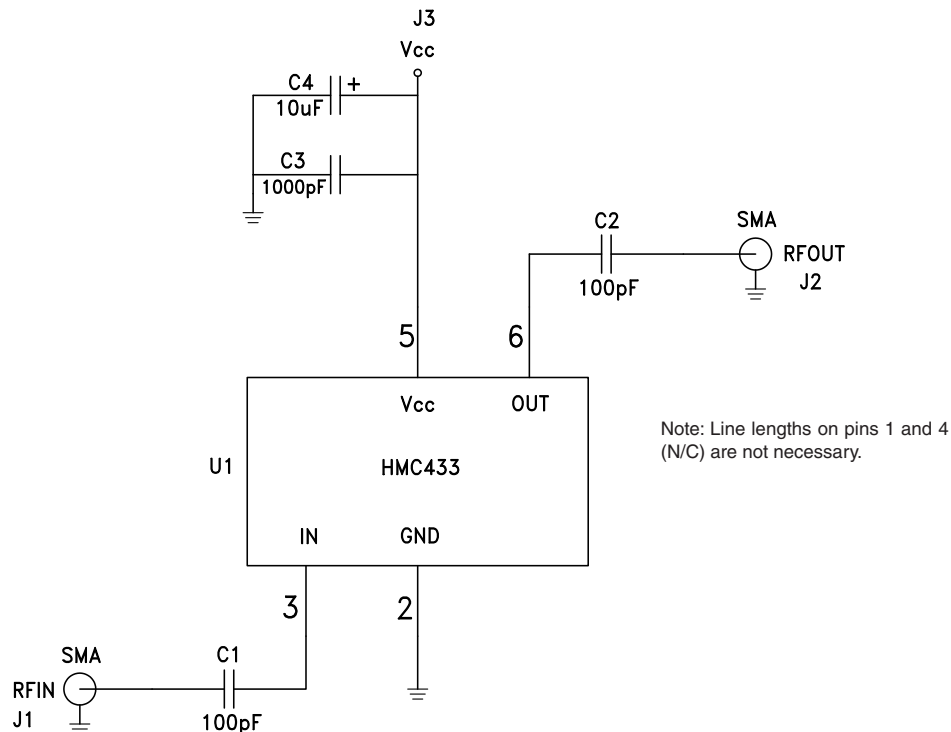 J3
Vcc
C4
+
10uF
C3
1000pF
C2
100pF
SMA
RFOUT
J2
5
6
Vcc
OUT
U1
HMC433
Note: Line lengths on pins 1 and 4
(N/C) are not necessary.
IN
GND
3
2
SMA
RFIN
J1
C1
100pF